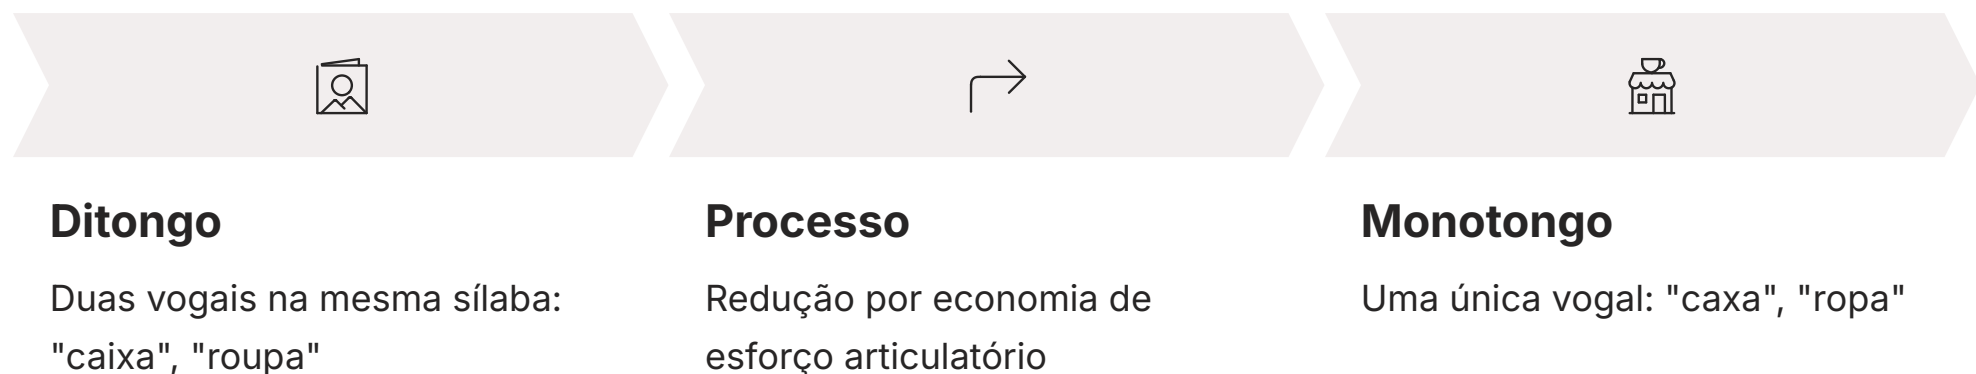 Ditongo
Duas vogais na mesma sílaba:
"caixa", "roupa"
Processo
Redução por economia de
esforço articulatório
Monotongo
Uma única vogal: "caxa", "ropa"